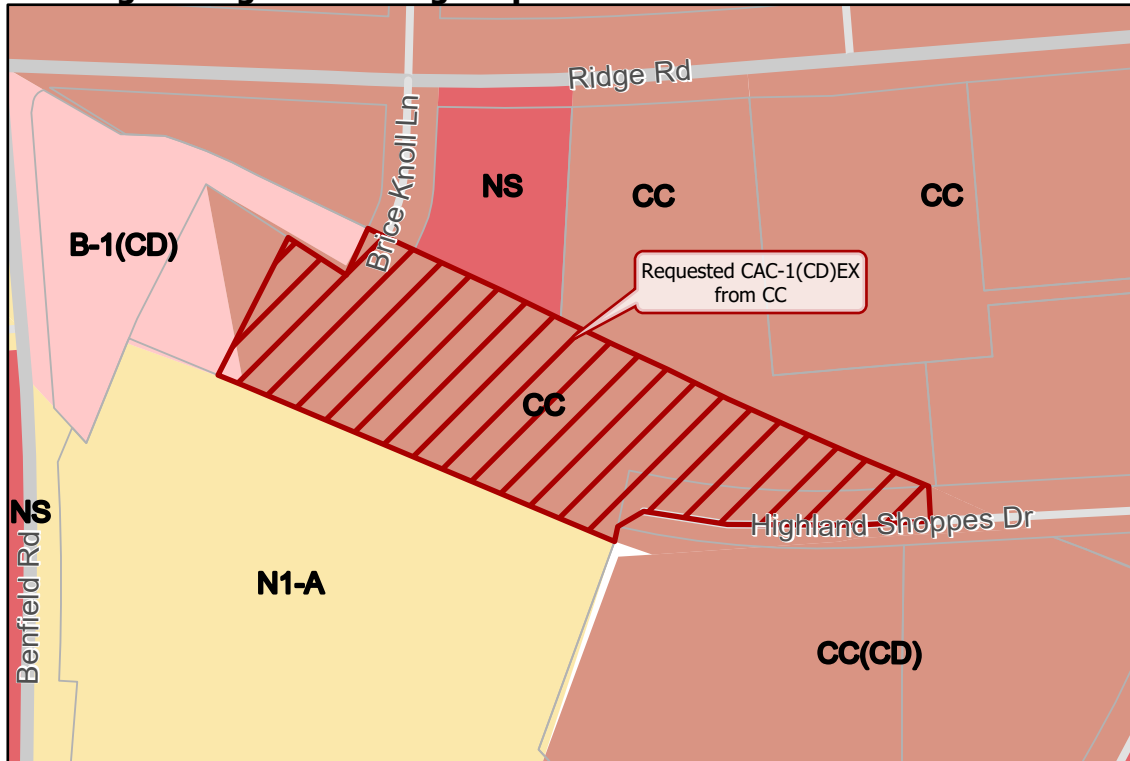 Ridge Rd
Brice Knoll Ln
NS
CC
CC
B-1(CD)
Requested CAC-1(CD)EX
from CC
CC
NS
Highland Shoppes Dr
Benfield Rd
N1-A
CC(CD)